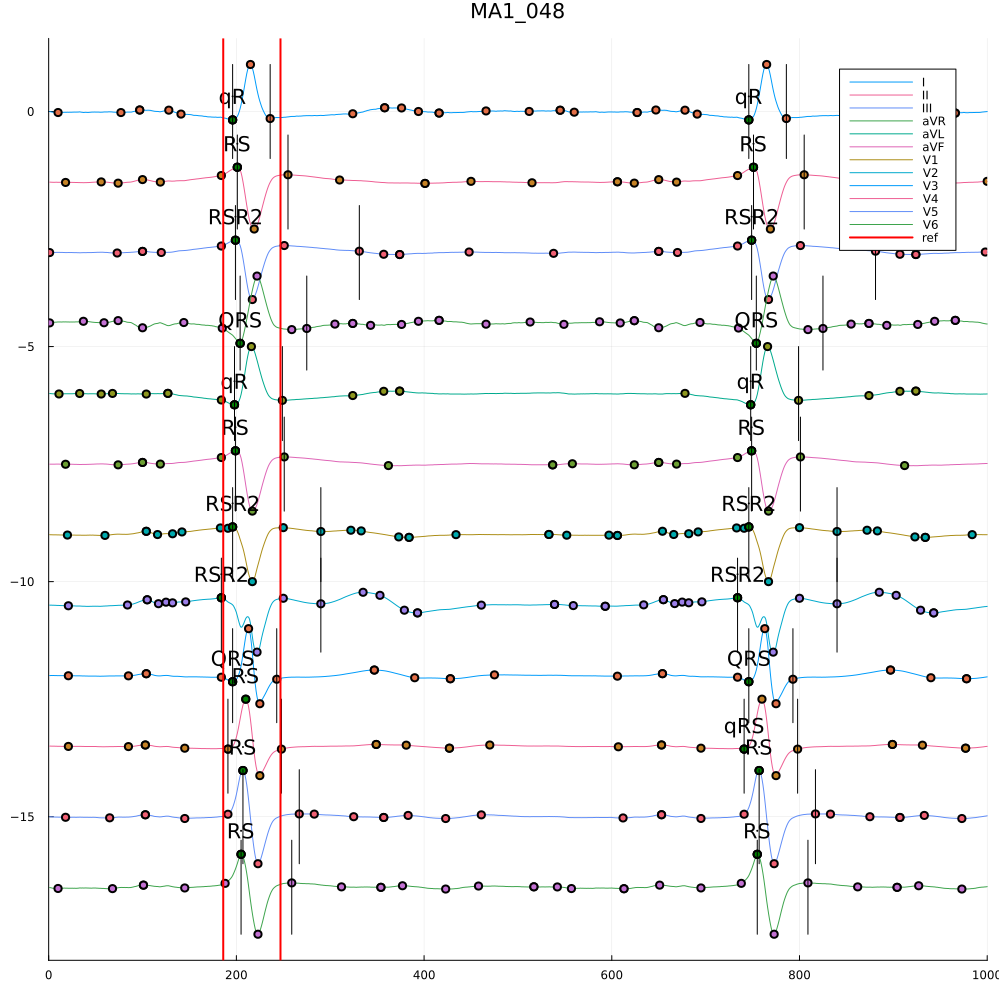 MA1_048
I
II
III
aVR
aVL
aVF
V1
V2
V3
V4
V5
V6
ref
0
qR qR
RS RS
RSR2 RSR2
QRS QRS
−5
qR qR
RS RS
RSR2 RSR2
RSR2 RSR2
−10
QRS QRS
RS
qRS
RS RS
−15
RS RS
0 200 400 600 800 1000